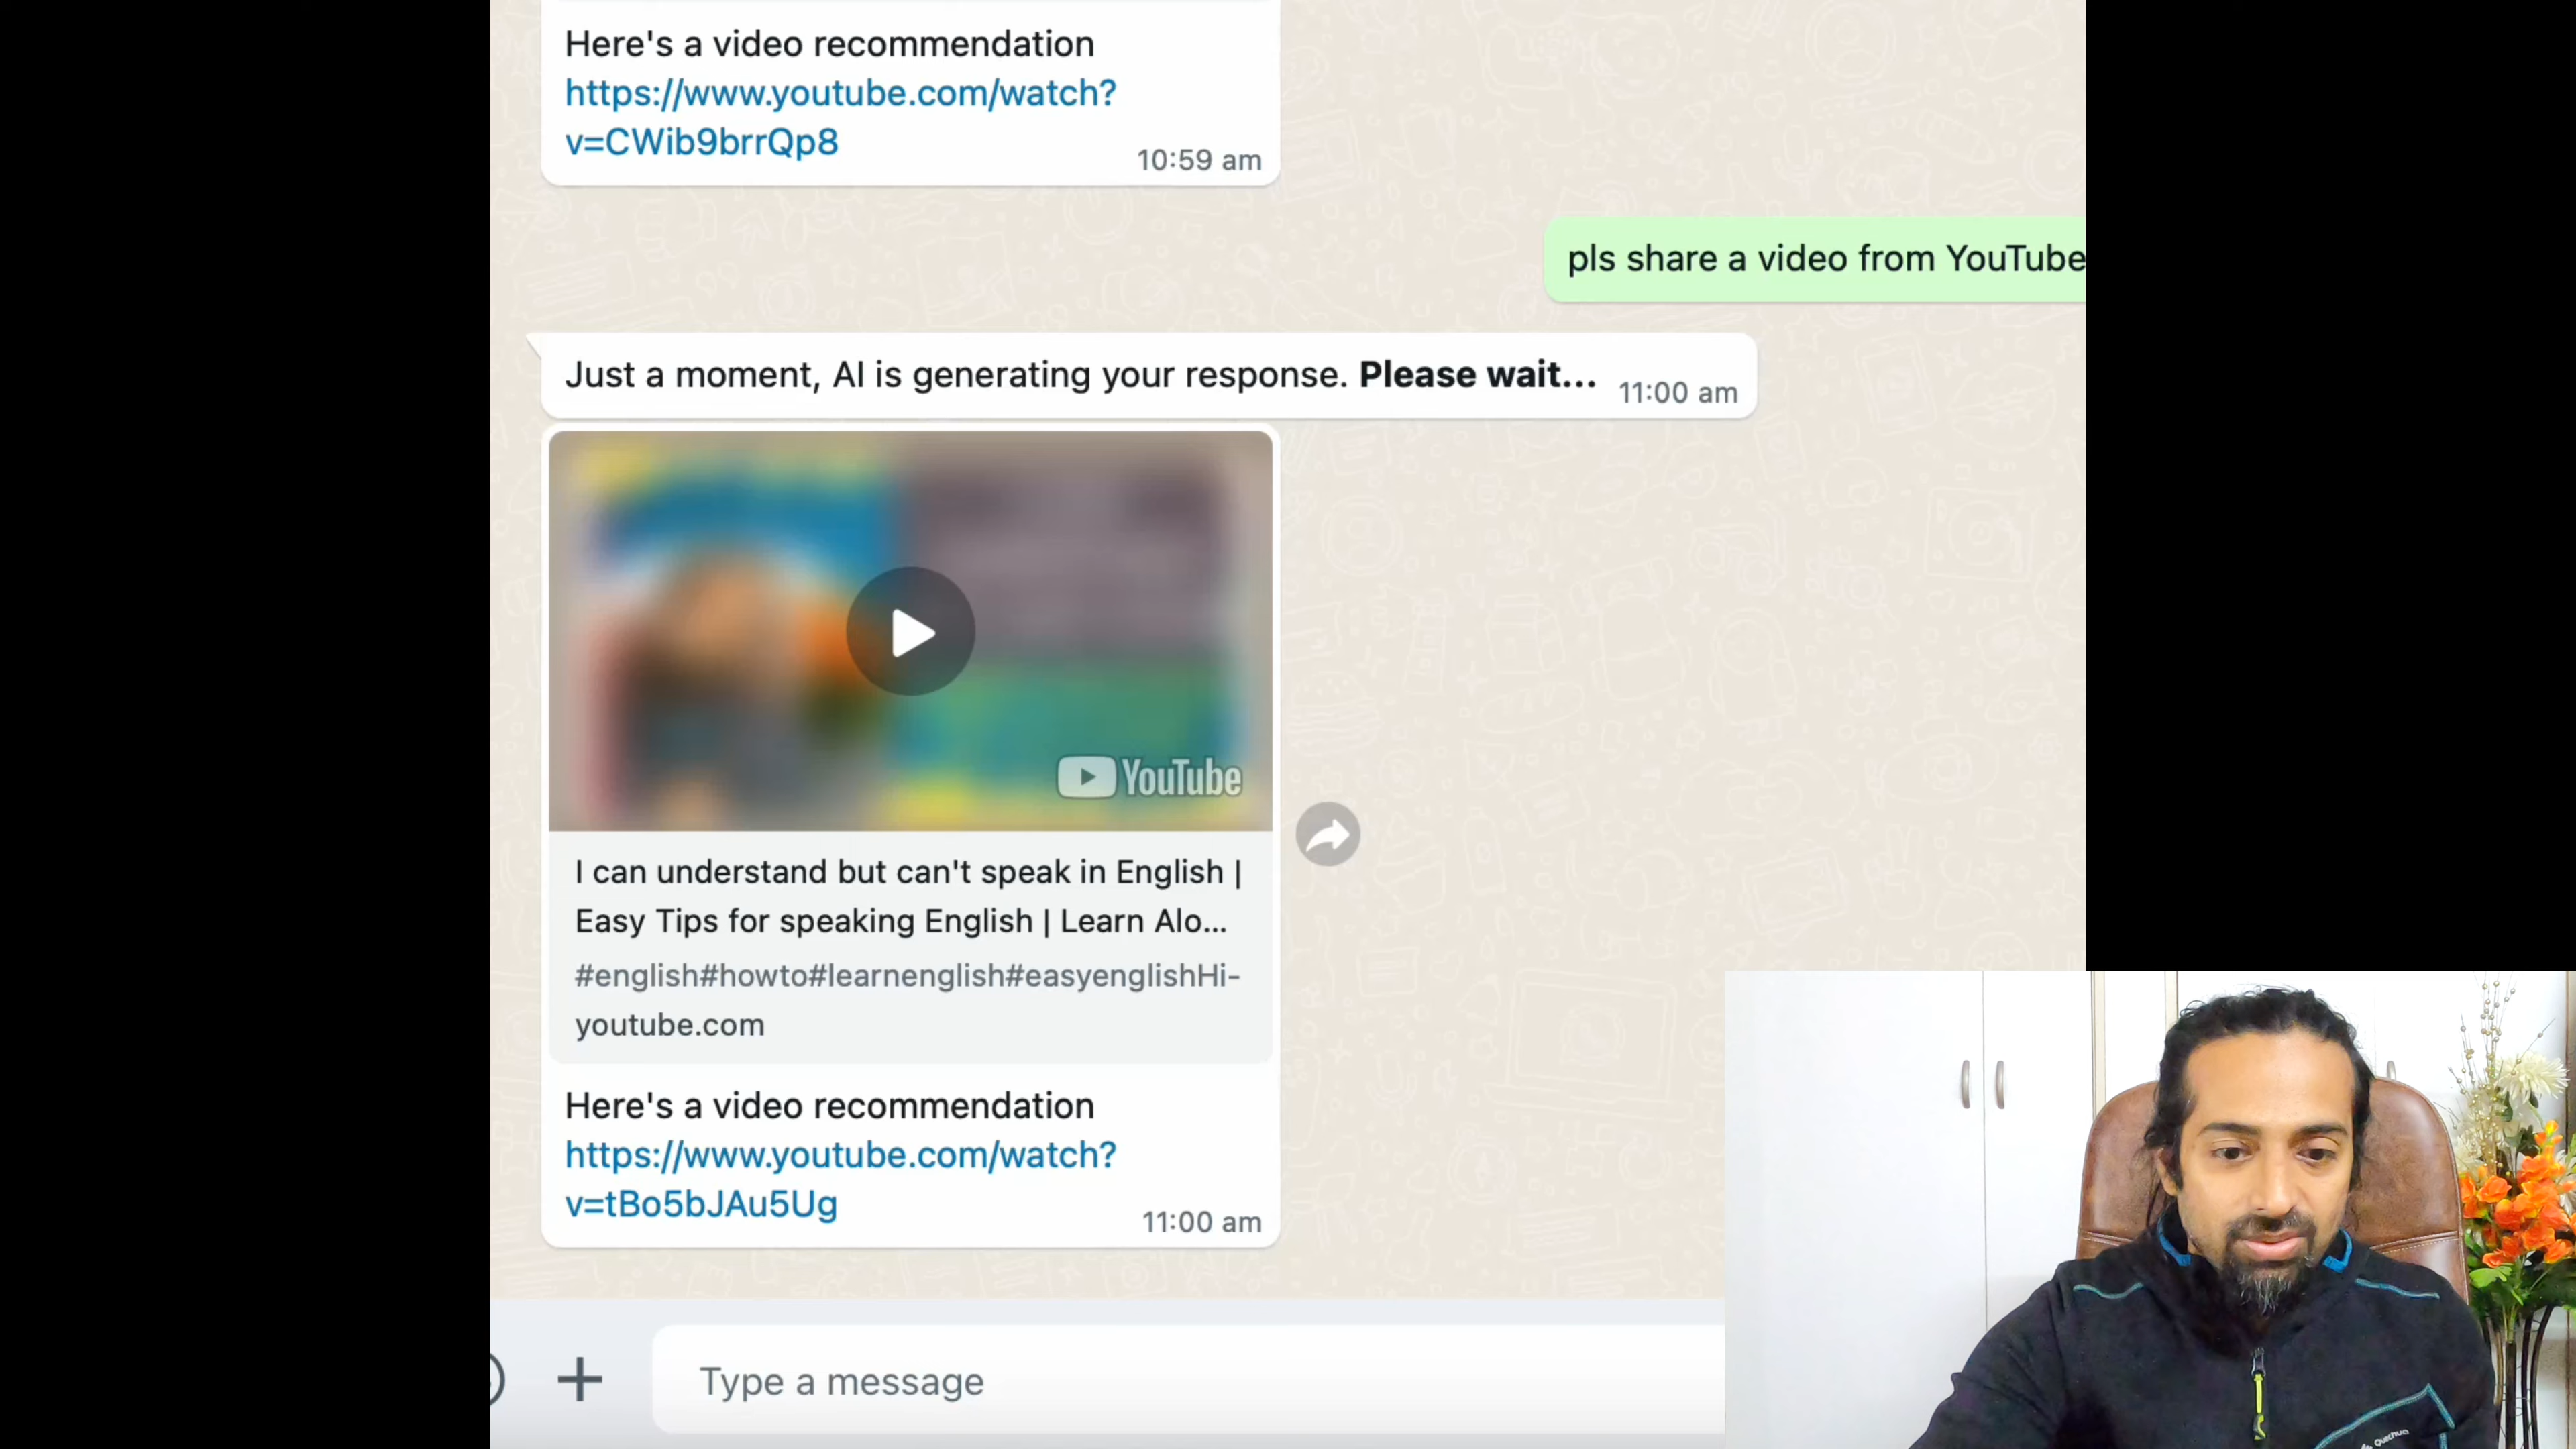 Here's a video recommendation
https://www.youtube.com/watch?
v=CWib9brrQp8
10:59 am
pls share a video from YouTube
Just a moment, AI is generating your response. Please wait...
11:00 am
YouTube
I can understand but can't speak in English |
Easy Tips for speaking English | Learn Alo...
#english#howto#learnenglish#easyenglishHi-
youtube.com
Here's a video recommendation
https://www.youtube.com/watch?
v=tBo5bJAu5Ug
11:00 am
Type a message
Quechua